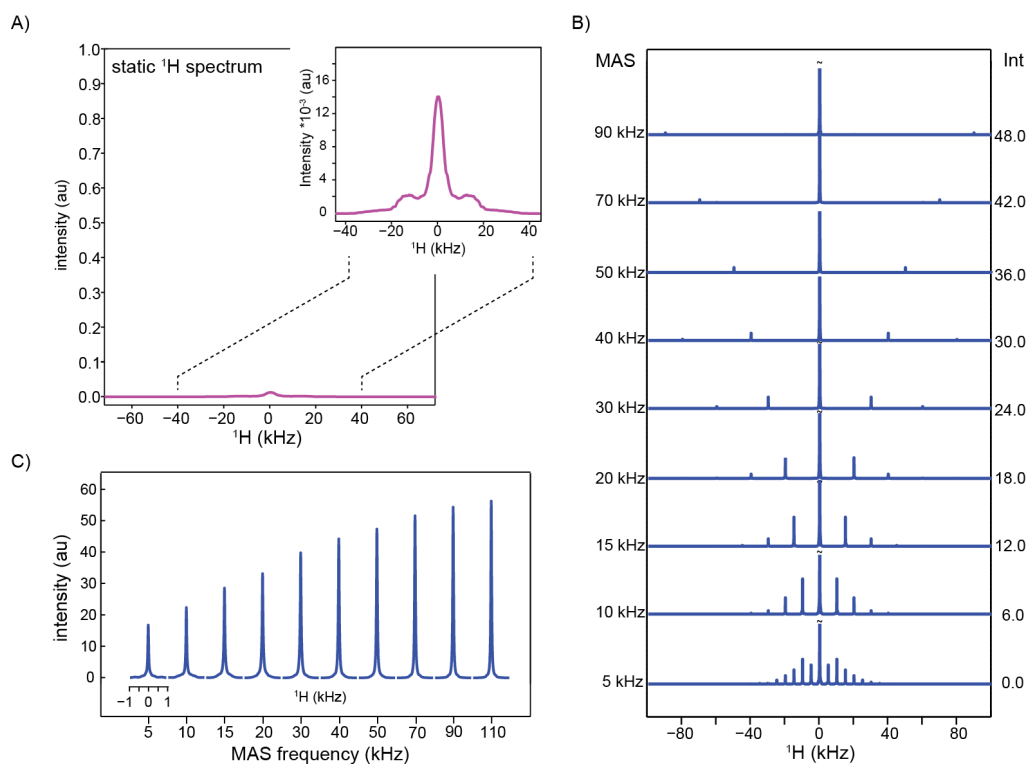 A)
static ¹H spectrum
intensity (au)
1.0
0.9
0.8
0.7
0.6
0.5
0.4
0.3
0.2
0.1
0.0
−60 −40 −20 0 20 40 60
¹H (kHz)
Intensity *10⁻³ (au)
16
12
8
4
0
−40 −20 0 20 40
¹H (kHz)
B)
MAS Int
~
90 kHz 48.0
70 kHz 42.0
50 kHz 36.0
40 kHz 30.0
30 kHz 24.0
~
20 kHz 18.0
~
15 kHz 12.0
~
10 kHz 6.0
~
5 kHz 0.0
−80 −40 0 40 80
¹H (kHz)
C)
intensity (au)
60
50
40
30
20
10
0
−1 0 1
¹H (kHz)
5 10 15 20 30 40 50 70 90 110
MAS frequency (kHz)